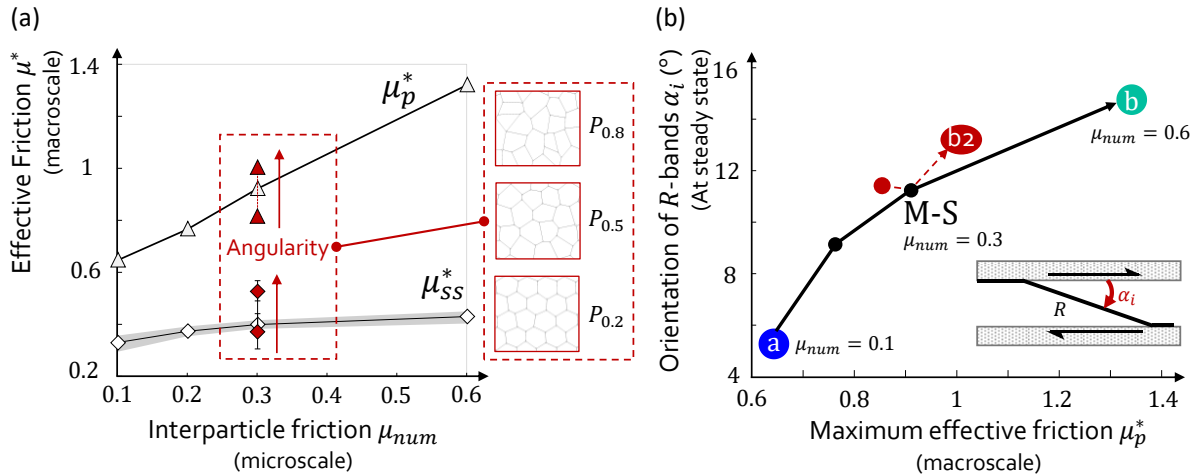 (a)
Effective Friction μ*
(macroscale)
1.4
1
0.6
0.2
μ*p
μ*ss
Angularity
0.1
0.2
0.3
0.4
0.5
0.6
Interparticle friction μnum
(microscale)
P0.8
P0.5
P0.2
(b)
Orientation of R-bands αi (°)
(At steady state)
16
12
8
4
b
μnum = 0.6
b2
M-S
μnum = 0.3
a
μnum = 0.1
αi
R
0.6
0.8
1
1.2
1.4
Maximum effective friction μ*p
(macroscale)